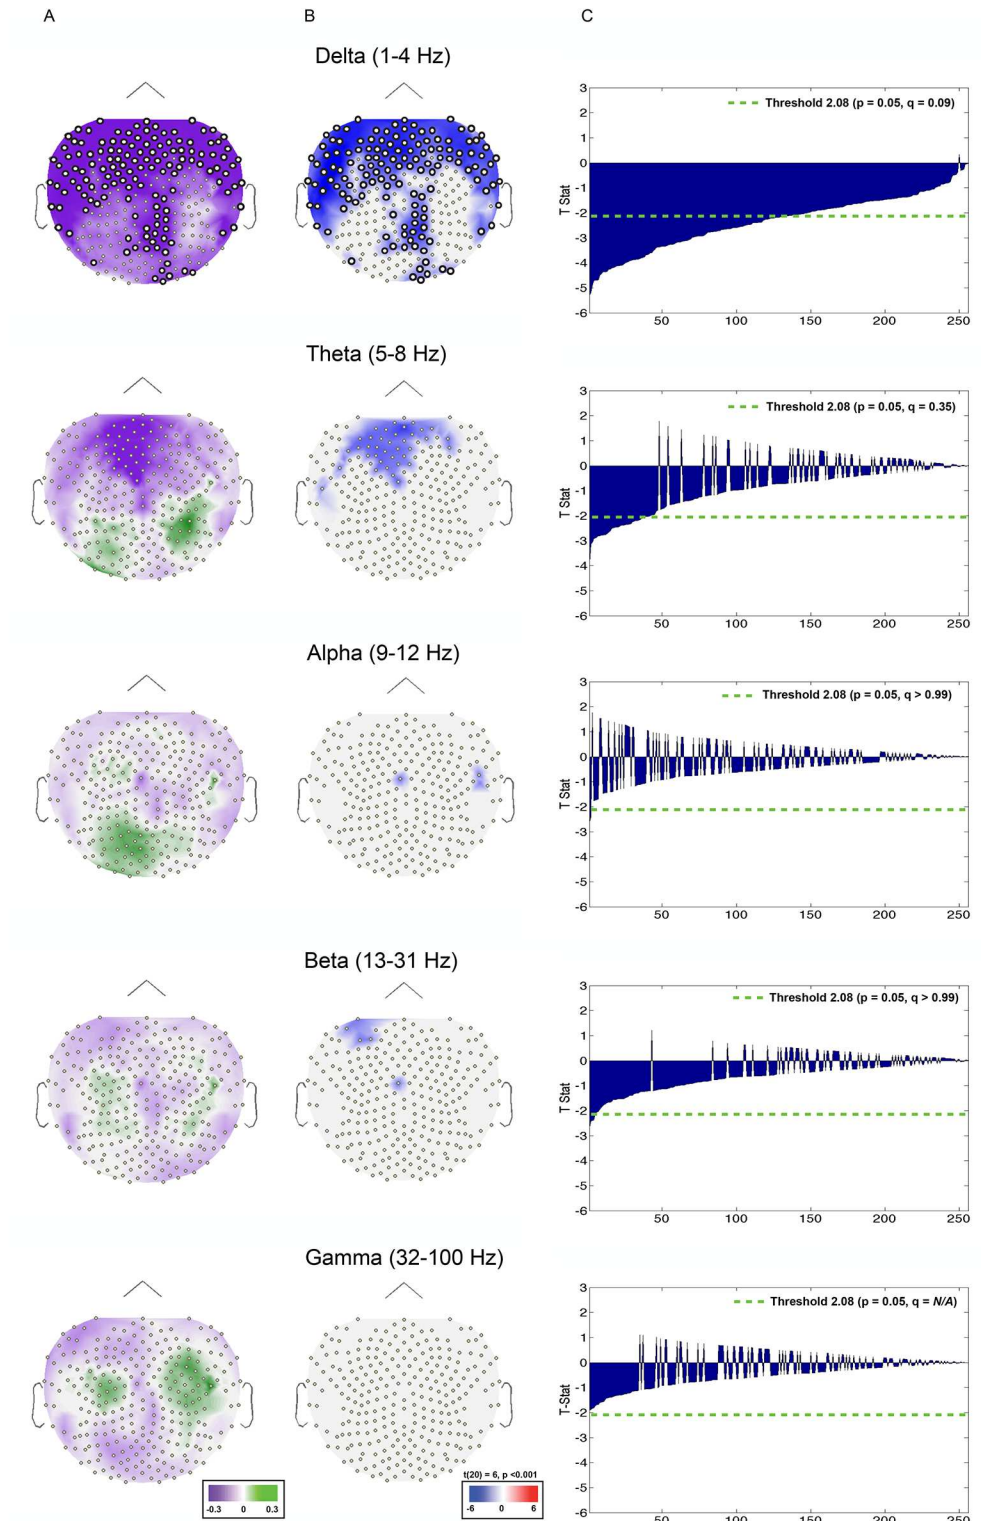 A B C
Delta (1-4 Hz)
Threshold 2.08 (p = 0.05, q = 0.09)
3
2
1
0
-1
-2
-3
-4
-5
-6
T Stat
50 100 150 200 250
Theta (5-8 Hz)
Threshold 2.08 (p = 0.05, q = 0.35)
3
2
1
0
-1
-2
-3
-4
-5
-6
T Stat
50 100 150 200 250
Alpha (9-12 Hz)
Threshold 2.08 (p = 0.05, q > 0.99)
3
2
1
0
-1
-2
-3
-4
-5
-6
T Stat
50 100 150 200 250
Beta (13-31 Hz)
Threshold 2.08 (p = 0.05, q > 0.99)
3
2
1
0
-1
-2
-3
-4
-5
-6
T Stat
50 100 150 200 250
Gamma (32-100 Hz)
Threshold 2.08 (p = 0.05, q = N/A)
3
2
1
0
-1
-2
-3
-4
-5
-6
T-Stat
50 100 150 200 250
-0.3 0 0.3
t(20) = 6, p <0.001
-6 0 6